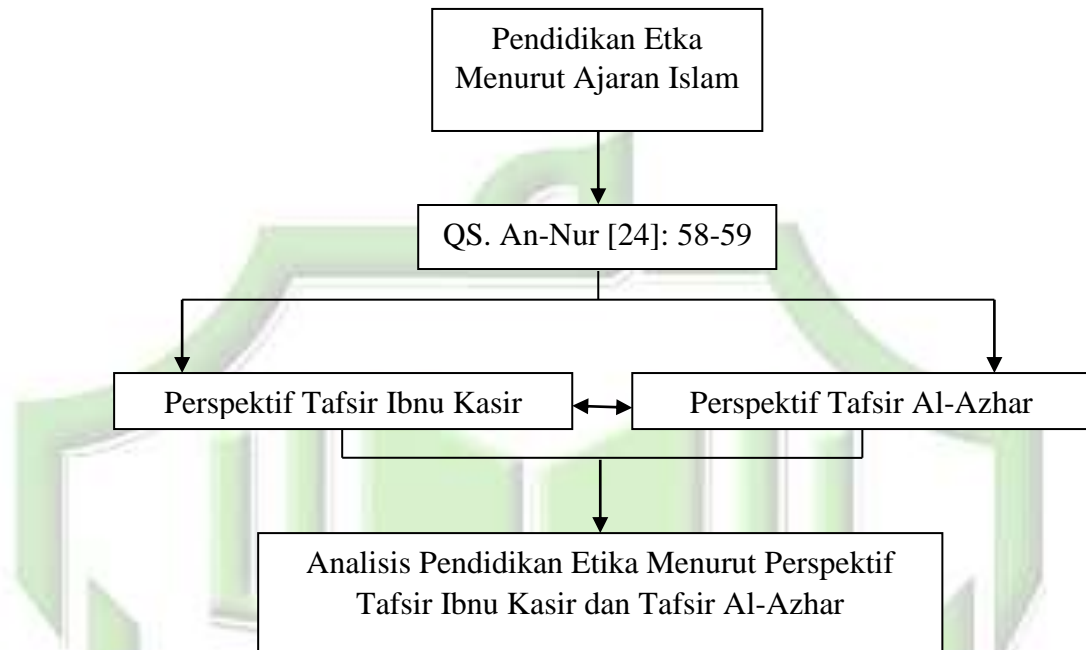 Pendidikan Etka
Menurut Ajaran Islam
QS. An-Nur [24]: 58-59
Perspektif Tafsir Ibnu Kasir
Perspektif Tafsir Al-Azhar
Analisis Pendidikan Etika Menurut Perspektif
Tafsir Ibnu Kasir dan Tafsir Al-Azhar